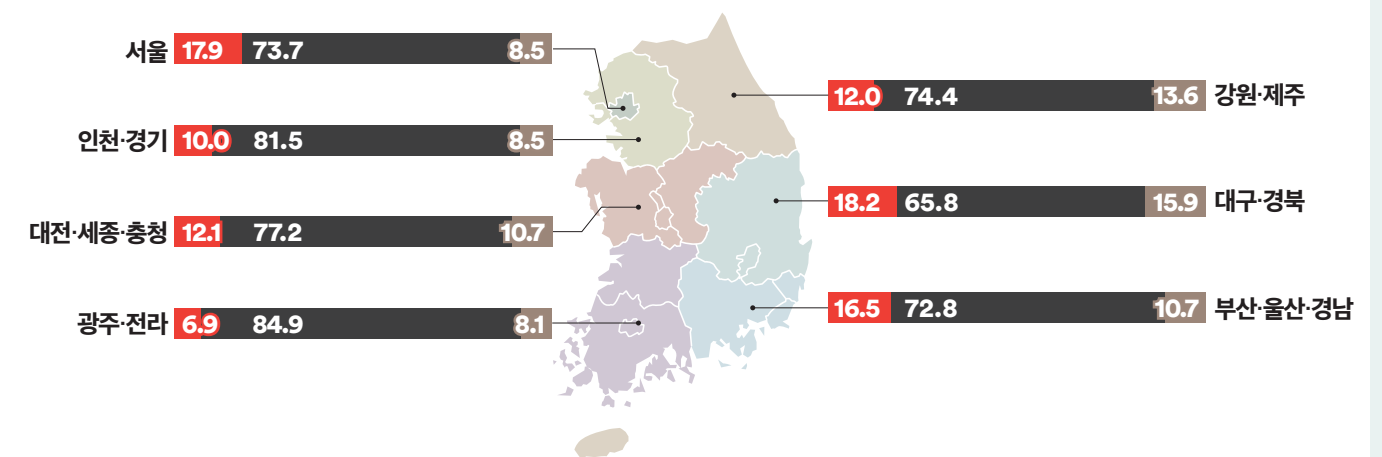 서울 17.9 73.7 8.5
인천·경기 10.0 81.5 8.5
대전·세종·충청 12.1 77.2 10.7
광주·전라 6.9 84.9 8.1
12.0 74.4 13.6 강원·제주
18.2 65.8 15.9 대구·경북
16.5 72.8 10.7 부산·울산·경남